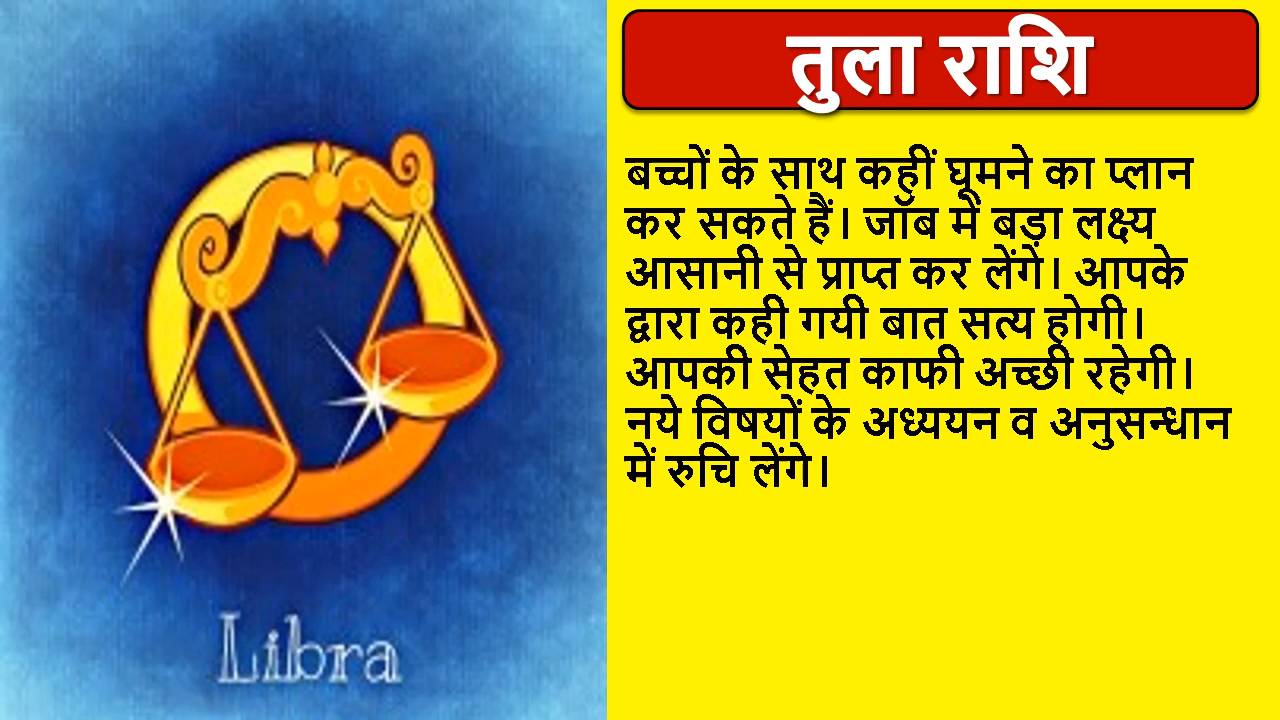 तुला राशि
बच्चों के साथ कहीं घूमने का प्लान
कर सकते हैं। जॉब में बड़ा लक्ष्य
आसानी से प्राप्त कर लेंगे। आपके
द्वारा कही गयी बात सत्य होगी।
आपकी सेहत काफी अच्छी रहेगी।
नये विषयों के अध्ययन व अनुसन्धान
में रुचि लेंगे।
Libra